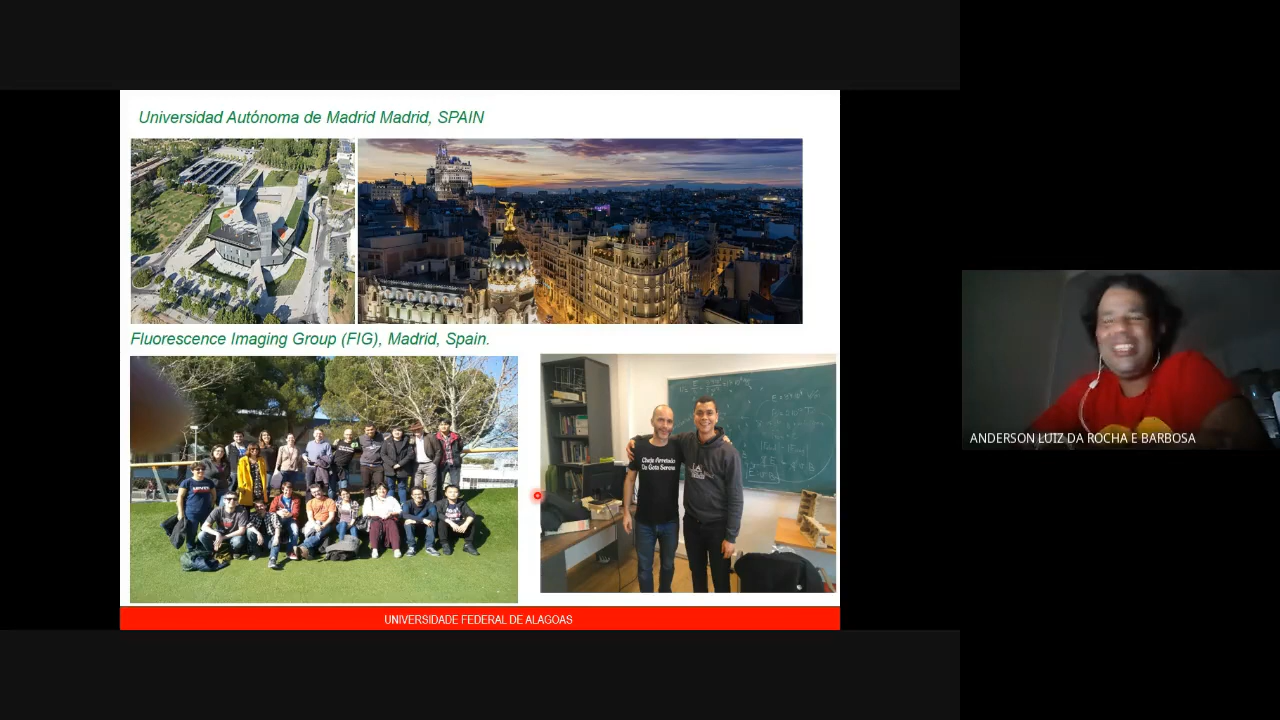 Universidad Autónoma de Madrid Madrid, SPAIN
Fluorescence Imaging Group (FIG), Madrid, Spain.
UNIVERSIDADE FEDERAL DE ALAGOAS
ANDERSON LUIZ DA ROCHA E BARBOSA